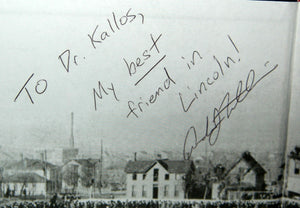 To Dr. Kallos,
My best
friend in
Lincoln!